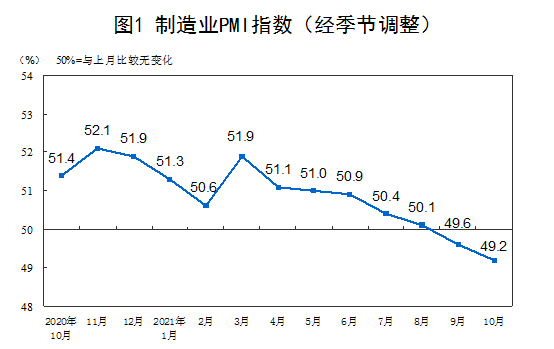 图1 制造业PMI指数（经季节调整）
（%） 50%=与上月比较无变化
54
53
52
51
50
49
48
51.4
52.1
51.9
51.3
50.6
51.9
51.1
51.0
50.9
50.4
50.1
49.6
49.2
2020年
10月
11月
12月
2021年
1月
2月
3月
4月
5月
6月
7月
8月
9月
10月